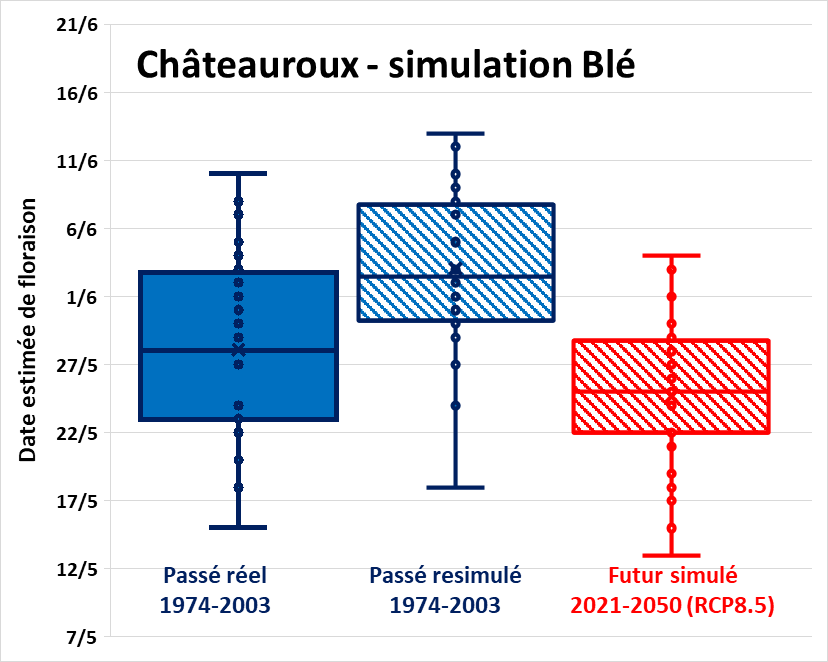 Châteauroux - simulation Blé
Date estimée de floraison
21/6
16/6
11/6
6/6
1/6
27/5
22/5
17/5
12/5
7/5
Passé réel
1974-2003
Passé resimulé
1974-2003
Futur simulé
2021-2050 (RCP8.5)